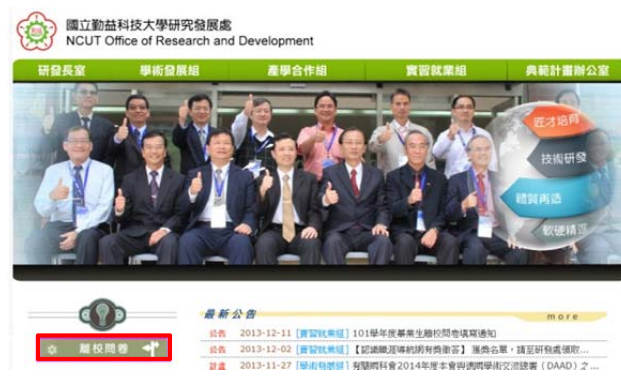 國立勤益科技大學研究發展處
NCUT Office of Research and Development
研發長室 學術發展組 產學合作組 實習就業組 典範計畫辦公室
匠才培育
技術研發
體質再造
軟硬精進
最新公告 more
公告 2013-12-11 [實習就業組] 101學年度畢業生離校問卷填寫通知
離校問卷
公告 2013-12-02 [實習就業組] 【認識職涯導航網有獎徵答】 獲獎名單，請至研發處領取...
計畫 2013-11-27 [學術發展組] 有關國科會2014年度本會與德國學術交流總署（DAAD）之...